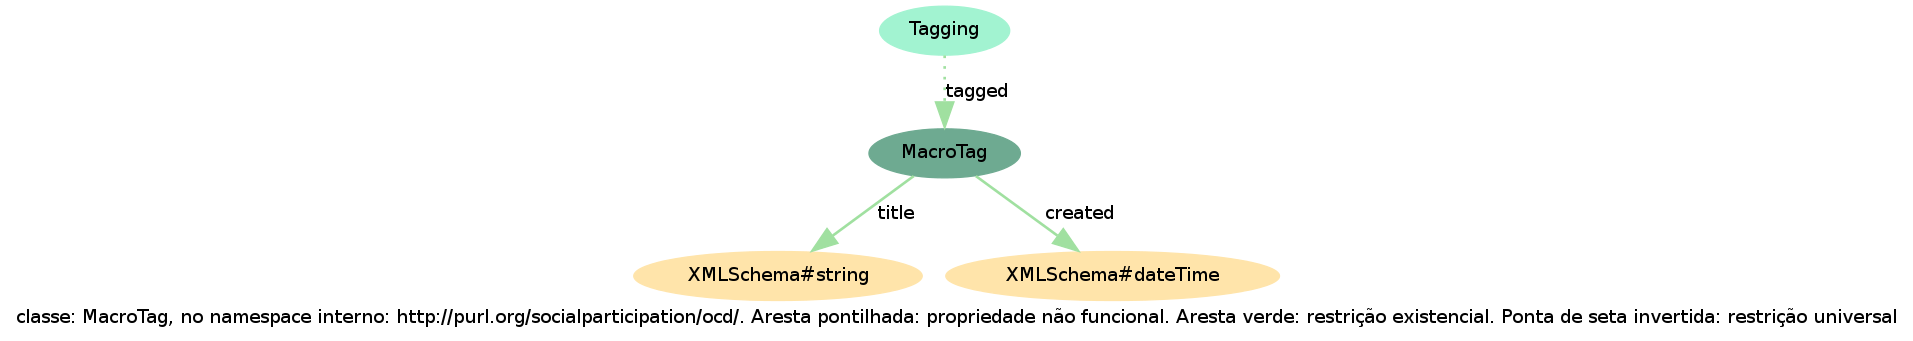 Tagging
tagged
MacroTag
title
created
XMLSchema#string
XMLSchema#dateTime
classe: MacroTag, no namespace interno: http://purl.org/socialparticipation/ocd/. Aresta pontilhada: propriedade não funcional. Aresta verde: restrição existencial. Ponta de seta invertida: restrição universal